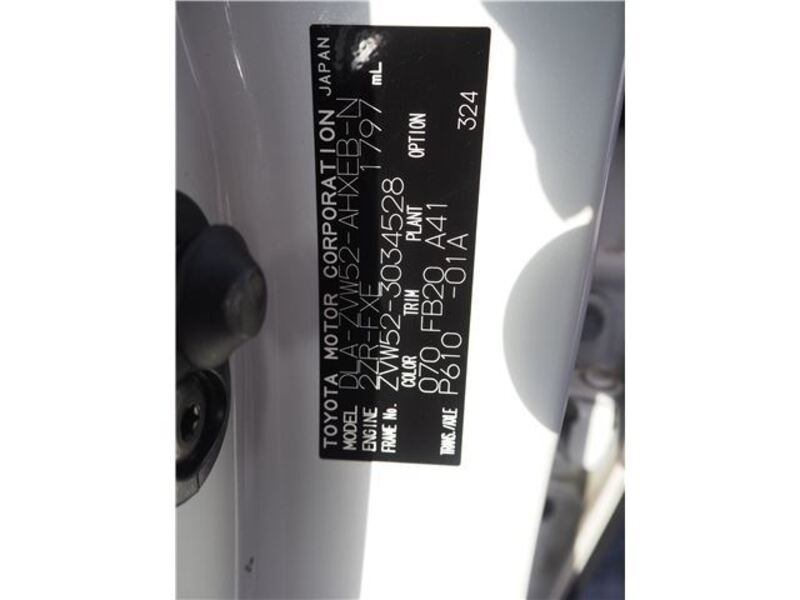 TOYOTA MOTOR CORPORATION JAPAN
MODEL DLA-ZVW52-AHXEB-N
ENGINE 2ZR-FXE 1797 mL
FRAME No. ZVW52-3034528
COLOR TRIM PLANT OPTION
070 FB20 A41
TRANS./AXLE P610 -01A 324